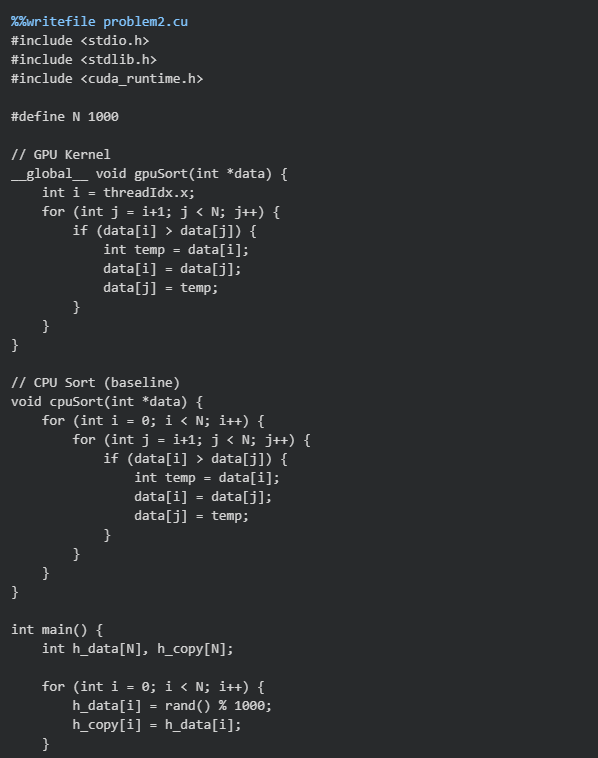 %%writefile problem2.cu
#include <stdio.h>
#include <stdlib.h>
#include <cuda_runtime.h>

#define N 1000

// GPU Kernel
__global__ void gpuSort(int *data) {
    int i = threadIdx.x;
    for (int j = i+1; j < N; j++) {
        if (data[i] > data[j]) {
            int temp = data[i];
            data[i] = data[j];
            data[j] = temp;
        }
    }
}

// CPU Sort (baseline)
void cpuSort(int *data) {
    for (int i = 0; i < N; i++) {
        for (int j = i+1; j < N; j++) {
            if (data[i] > data[j]) {
                int temp = data[i];
                data[i] = data[j];
                data[j] = temp;
            }
        }
    }
}

int main() {
    int h_data[N], h_copy[N];

    for (int i = 0; i < N; i++) {
        h_data[i] = rand() % 1000;
        h_copy[i] = h_data[i];
    }